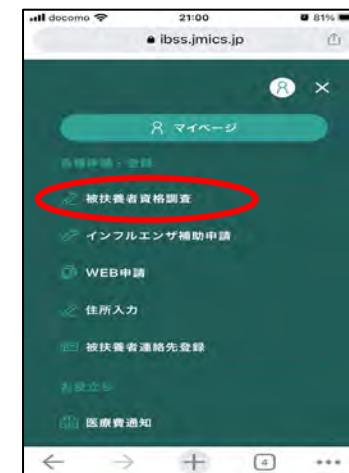 docomo 21:00 81%
ibss.jmics.jp
マイページ
各種申請・登録
被扶養者資格調査
インフルエンザ補助申請
WEB申請
住所入力
被扶養者連絡先登録
お役立ち
医療費通知
4